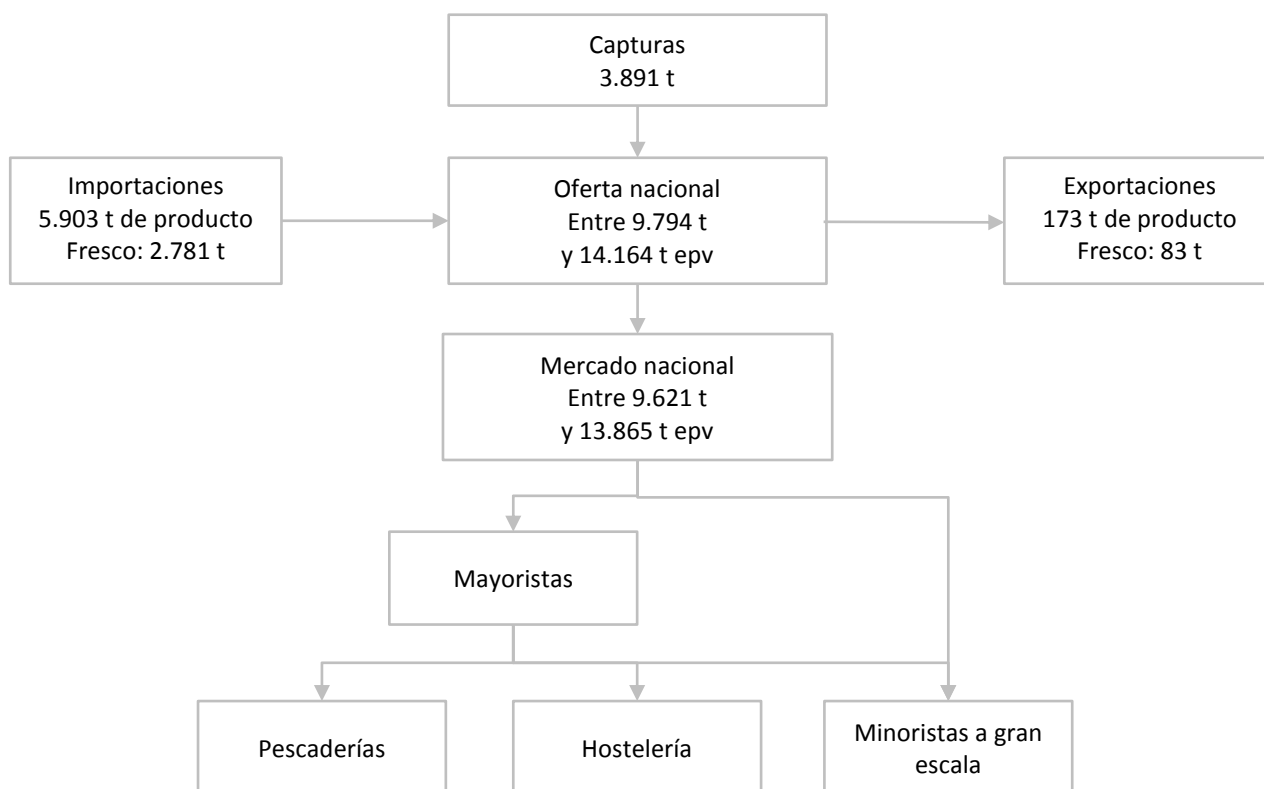 Capturas
3.891 t
Importaciones
5.903 t de producto
Fresco: 2.781 t
Oferta nacional
Entre 9.794 t
y 14.164 t epv
Exportaciones
173 t de producto
Fresco: 83 t
Mercado nacional
Entre 9.621 t
y 13.865 t epv
Mayoristas
Pescaderías
Hostelería
Minoristas a gran
escala